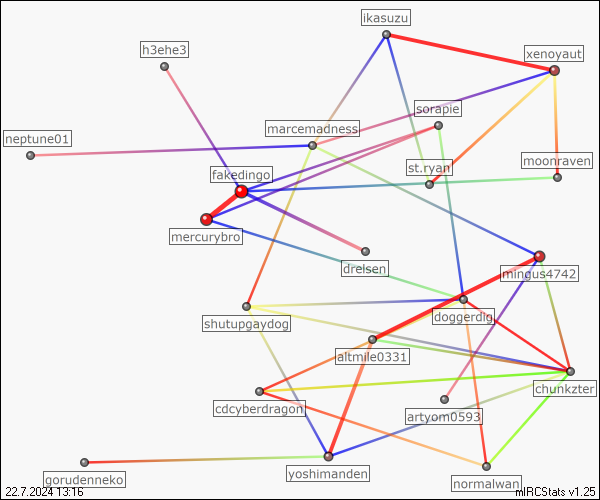 ikasuzu
h3ehe3
xenoyaut
sorapie
marcemadness
neptune01
st.ryan
moonraven
fakedingo
mercurybro
drelsen
mingus4742
shutupgaydog
doggerdig
altmile0331
chunkzter
cdcyberdragon
artyom0593
yoshimanden
gorudenneko
normalwan
22.7.2024 13:16
mIRCStats v1.25